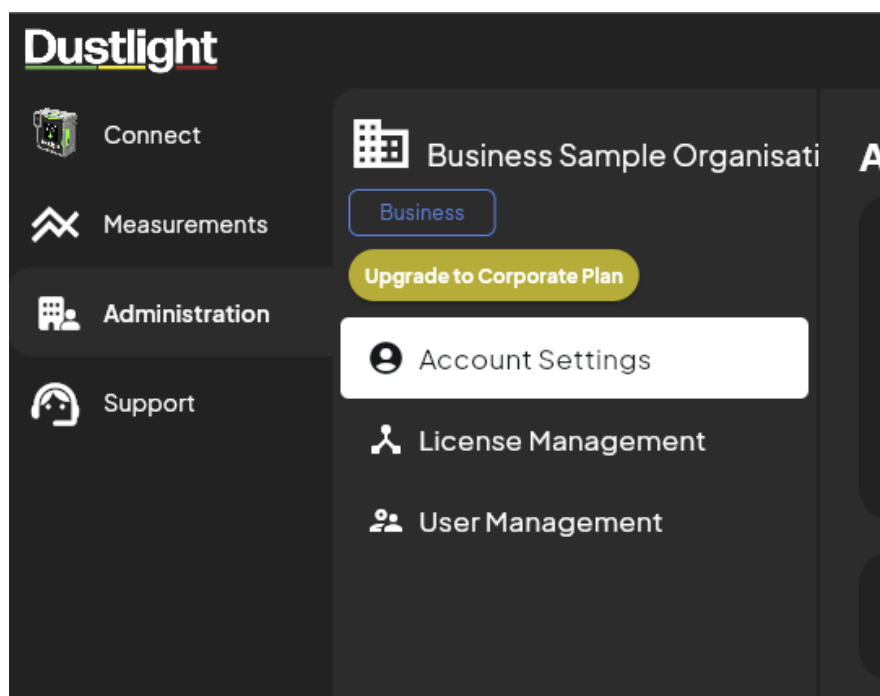 Dustlight
Connect
Measurements
Administration
Support
Business Sample Organisati
Business
Upgrade to Corporate Plan
Account Settings
License Management
User Management
A